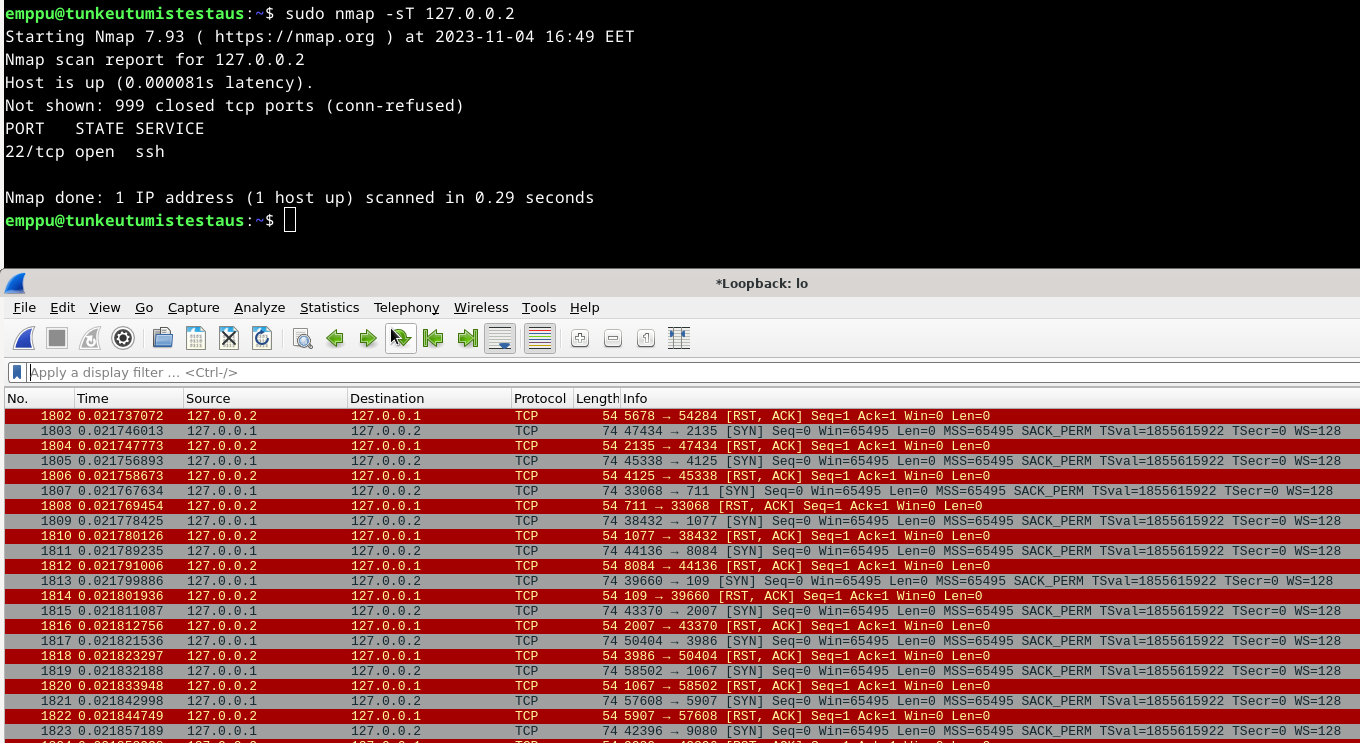 emppu@tunkeutumistestaus:~$ sudo nmap -sT 127.0.0.2
Starting Nmap 7.93 ( https://nmap.org ) at 2023-11-04 16:49 EET
Nmap scan report for 127.0.0.2
Host is up (0.000081s latency).
Not shown: 999 closed tcp ports (conn-refused)
PORT   STATE SERVICE
22/tcp open  ssh
Nmap done: 1 IP address (1 host up) scanned in 0.29 seconds
emppu@tunkeutumistestaus:~$
*Loopback: lo
File Edit View Go Capture Analyze Statistics Telephony Wireless Tools Help
Apply a display filter … <Ctrl-/>
No. Time Source Destination Protocol Length Info
1802 0.021737072 127.0.0.2 127.0.0.1 TCP 54 5678 → 54284 [RST, ACK] Seq=1 Ack=1 Win=0 Len=0
1803 0.021746013 127.0.0.1 127.0.0.2 TCP 74 47434 → 2135 [SYN] Seq=0 Win=65495 Len=0 MSS=65495 SACK_PERM TSval=1855615922 TSecr=0 WS=128
1804 0.021747773 127.0.0.2 127.0.0.1 TCP 54 2135 → 47434 [RST, ACK] Seq=1 Ack=1 Win=0 Len=0
1805 0.021756893 127.0.0.1 127.0.0.2 TCP 74 45338 → 4125 [SYN] Seq=0 Win=65495 Len=0 MSS=65495 SACK_PERM TSval=1855615922 TSecr=0 WS=128
1806 0.021758673 127.0.0.2 127.0.0.1 TCP 54 4125 → 45338 [RST, ACK] Seq=1 Ack=1 Win=0 Len=0
1807 0.021767634 127.0.0.1 127.0.0.2 TCP 74 33068 → 711 [SYN] Seq=0 Win=65495 Len=0 MSS=65495 SACK_PERM TSval=1855615922 TSecr=0 WS=128
1808 0.021769454 127.0.0.2 127.0.0.1 TCP 54 711 → 33068 [RST, ACK] Seq=1 Ack=1 Win=0 Len=0
1809 0.021778425 127.0.0.1 127.0.0.2 TCP 74 38432 → 1077 [SYN] Seq=0 Win=65495 Len=0 MSS=65495 SACK_PERM TSval=1855615922 TSecr=0 WS=128
1810 0.021780126 127.0.0.2 127.0.0.1 TCP 54 1077 → 38432 [RST, ACK] Seq=1 Ack=1 Win=0 Len=0
1811 0.021789235 127.0.0.1 127.0.0.2 TCP 74 44136 → 8084 [SYN] Seq=0 Win=65495 Len=0 MSS=65495 SACK_PERM TSval=1855615922 TSecr=0 WS=128
1812 0.021791006 127.0.0.2 127.0.0.1 TCP 54 8084 → 44136 [RST, ACK] Seq=1 Ack=1 Win=0 Len=0
1813 0.021799886 127.0.0.1 127.0.0.2 TCP 74 39660 → 109 [SYN] Seq=0 Win=65495 Len=0 MSS=65495 SACK_PERM TSval=1855615922 TSecr=0 WS=128
1814 0.021801936 127.0.0.2 127.0.0.1 TCP 54 109 → 39660 [RST, ACK] Seq=1 Ack=1 Win=0 Len=0
1815 0.021811087 127.0.0.1 127.0.0.2 TCP 74 43370 → 2007 [SYN] Seq=0 Win=65495 Len=0 MSS=65495 SACK_PERM TSval=1855615922 TSecr=0 WS=128
1816 0.021812756 127.0.0.2 127.0.0.1 TCP 54 2007 → 43370 [RST, ACK] Seq=1 Ack=1 Win=0 Len=0
1817 0.021821536 127.0.0.1 127.0.0.2 TCP 74 50404 → 3986 [SYN] Seq=0 Win=65495 Len=0 MSS=65495 SACK_PERM TSval=1855615922 TSecr=0 WS=128
1818 0.021823297 127.0.0.2 127.0.0.1 TCP 54 3986 → 50404 [RST, ACK] Seq=1 Ack=1 Win=0 Len=0
1819 0.021832188 127.0.0.1 127.0.0.2 TCP 74 58502 → 1067 [SYN] Seq=0 Win=65495 Len=0 MSS=65495 SACK_PERM TSval=1855615922 TSecr=0 WS=128
1820 0.021833948 127.0.0.2 127.0.0.1 TCP 54 1067 → 58502 [RST, ACK] Seq=1 Ack=1 Win=0 Len=0
1821 0.021842998 127.0.0.1 127.0.0.2 TCP 74 57608 → 5907 [SYN] Seq=0 Win=65495 Len=0 MSS=65495 SACK_PERM TSval=1855615922 TSecr=0 WS=128
1822 0.021844749 127.0.0.2 127.0.0.1 TCP 54 5907 → 57608 [RST, ACK] Seq=1 Ack=1 Win=0 Len=0
1823 0.021857189 127.0.0.1 127.0.0.2 TCP 74 42396 → 9080 [SYN] Seq=0 Win=65495 Len=0 MSS=65495 SACK_PERM TSval=1855615922 TSecr=0 WS=128